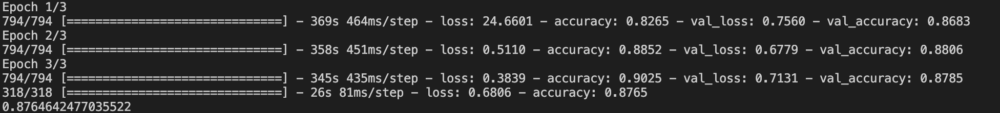 Epoch 1/3
794/794 [==============================] - 369s 464ms/step - loss: 24.6601 - accuracy: 0.8265 - val_loss: 0.7560 - val_accuracy: 0.8683
Epoch 2/3
794/794 [==============================] - 358s 451ms/step - loss: 0.5110 - accuracy: 0.8852 - val_loss: 0.6779 - val_accuracy: 0.8806
Epoch 3/3
794/794 [==============================] - 345s 435ms/step - loss: 0.3839 - accuracy: 0.9025 - val_loss: 0.7131 - val_accuracy: 0.8785
318/318 [==============================] - 26s 81ms/step - loss: 0.6806 - accuracy: 0.8765
0.8764642477035522